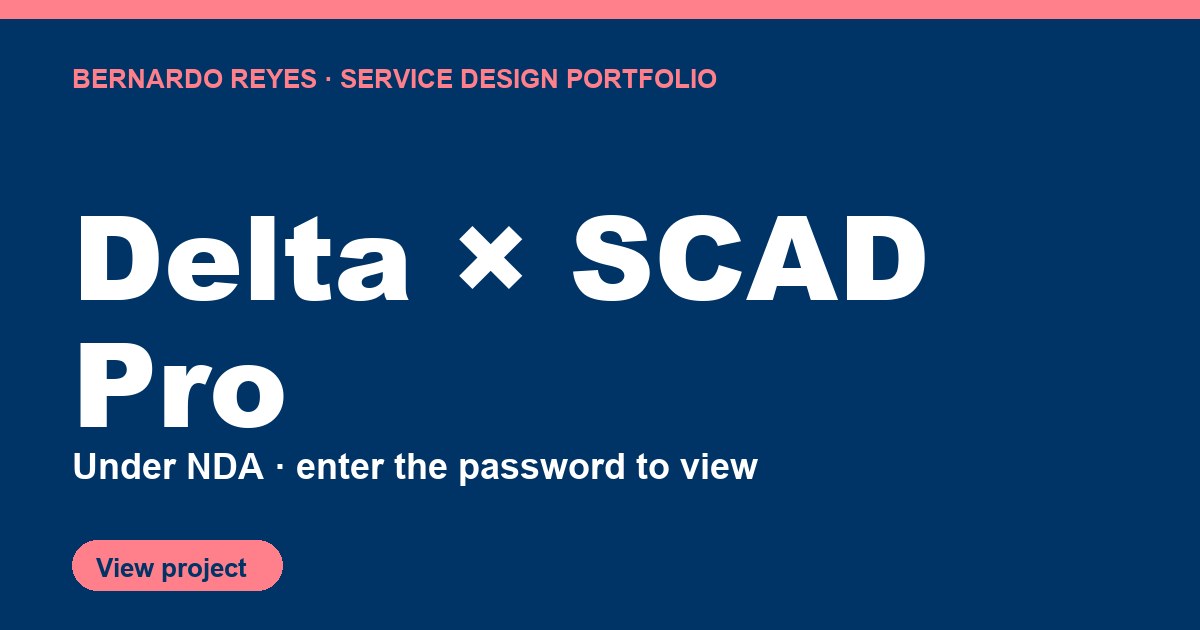 BERNARDO REYES · SERVICE DESIGN PORTFOLIO
Delta × SCAD
Pro
Under NDA · enter the password to view
View project